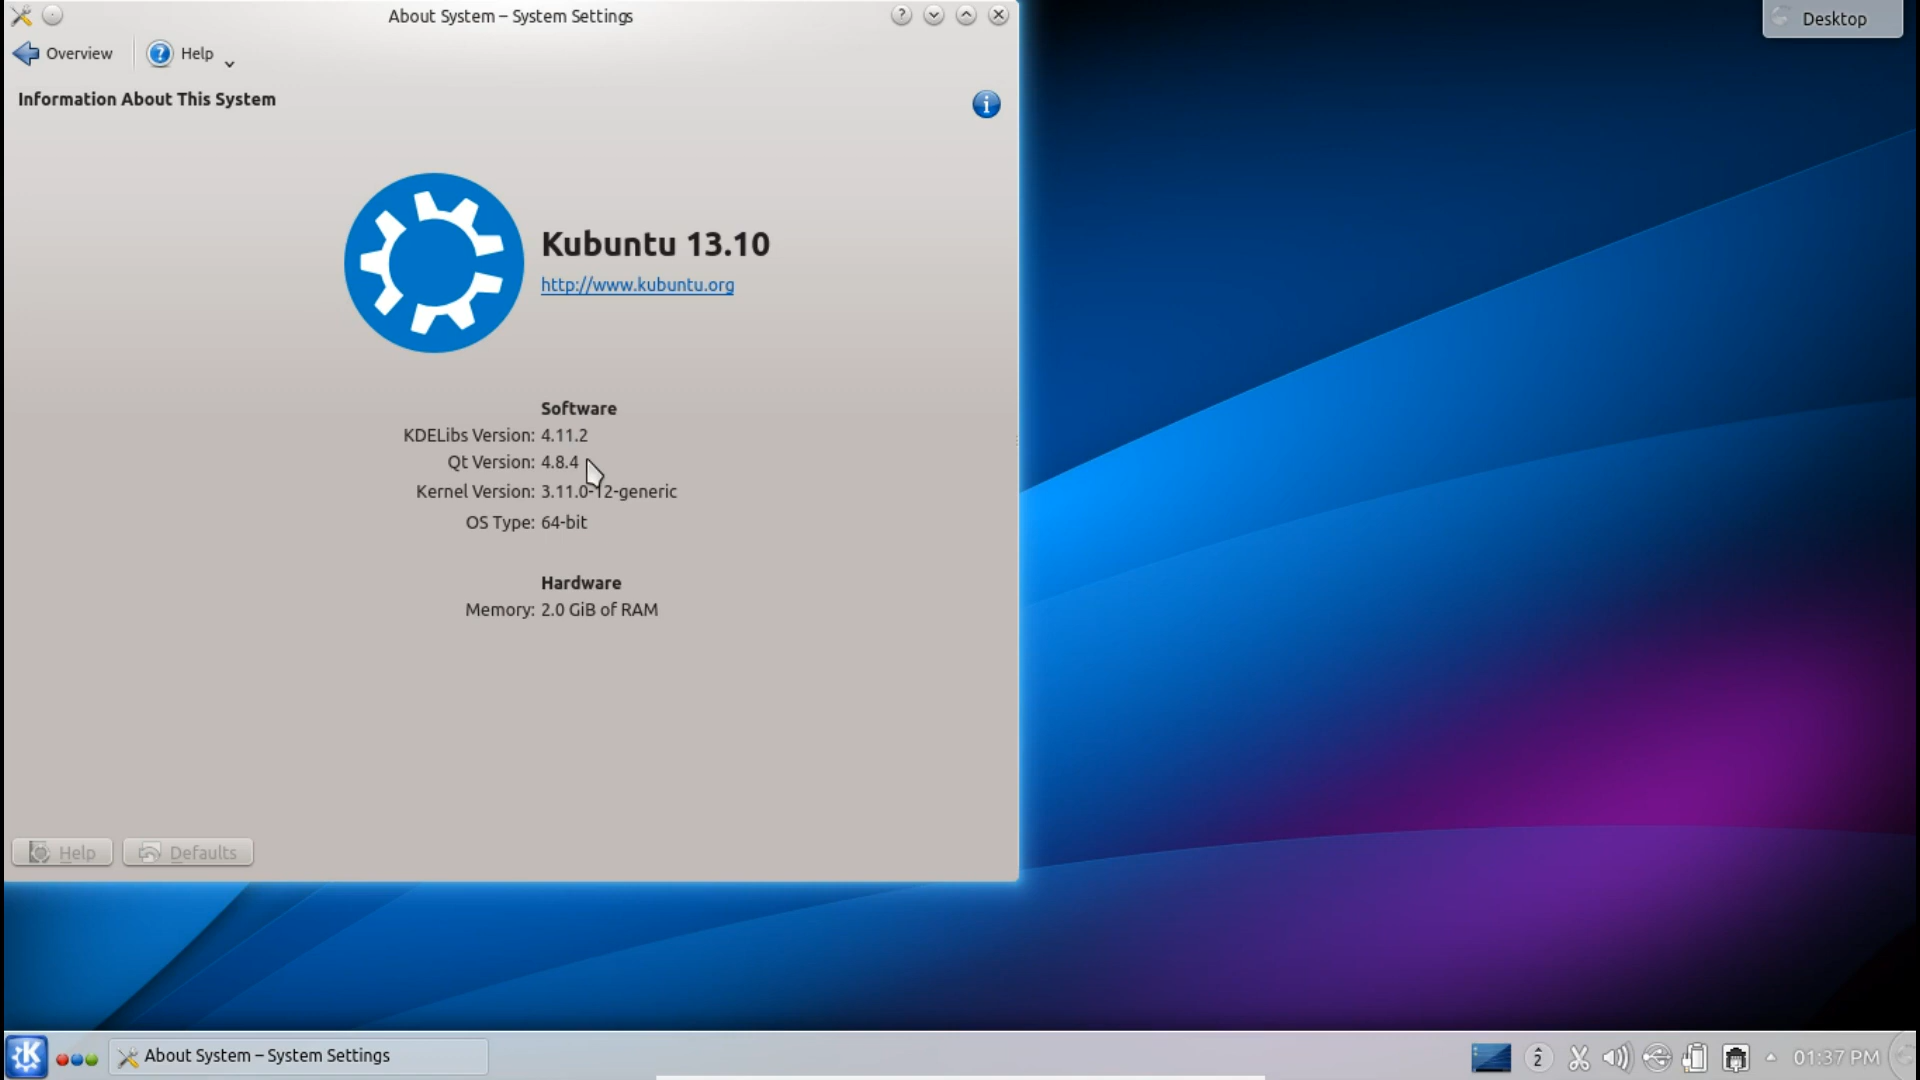 About System – System Settings
Desktop
Overview
Help
Information About This System
Kubuntu 13.10
http://www.kubuntu.org
Software
KDELibs Version: 4.11.2
Qt Version: 4.8.4
Kernel Version: 3.11.0-12-generic
OS Type: 64-bit
Hardware
Memory: 2.0 GiB of RAM
Help
Defaults
About System – System Settings
2
01:37 PM